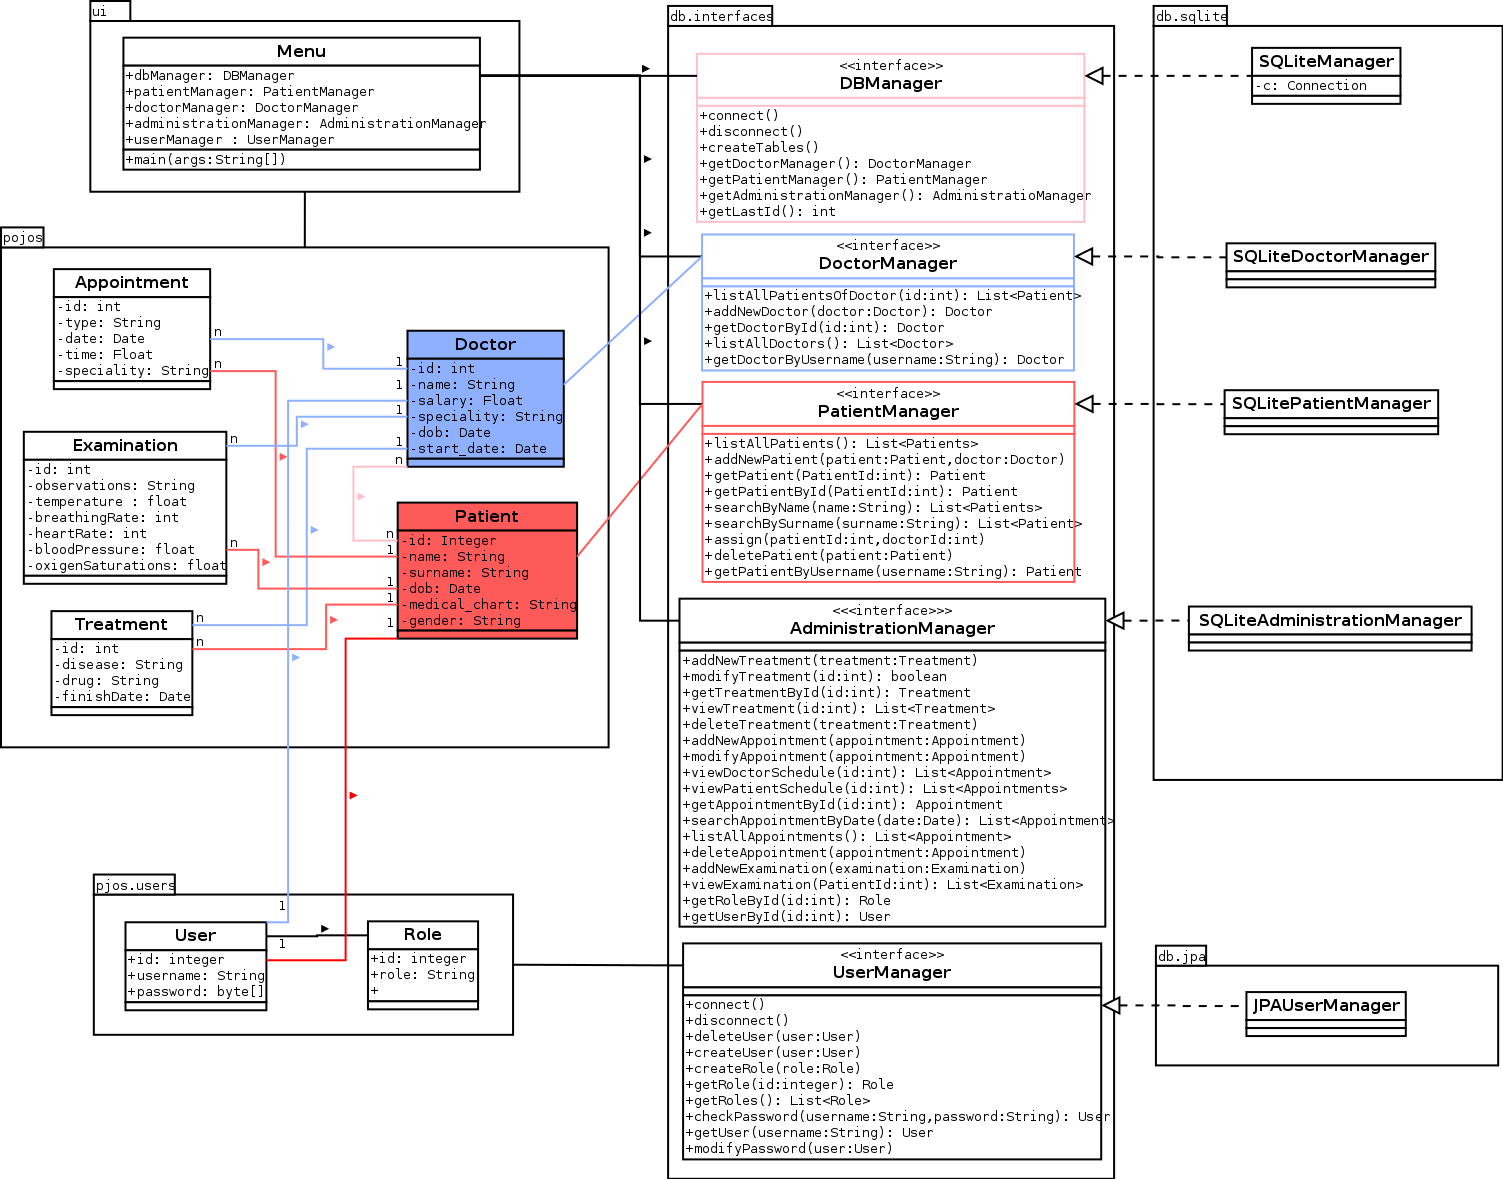 ui
Menu
+dbManager: DBManager
+patientManager: PatientManager
+doctorManager: DoctorManager
+administrationManager: AdministrationManager
+userManager : UserManager
+main(args:String[])
pojos
Appointment
-id: int
-type: String
-date: Date
-time: Float
-speciality: String
n
n
Examination
-id: int
-observations: String
-temperature : float
-breathingRate: int
-heartRate: int
-bloodPressure: float
-oxigenSaturations: float
n
n
Treatment
-id: int
-disease: String
-drug: String
-finishDate: Date
n
n
Doctor
-id: int
-name: String
-salary: Float
-speciality: String
-dob: Date
-start_date: Date
1
1
1
1
n
Patient
-id: Integer
-name: String
-surname: String
-dob: Date
-medical_chart: String
-gender: String
n
1
1
1
1
pjos.users
User
+id: integer
+username: String
+password: byte[]
1
1
Role
+id: integer
+role: String
+
db.interfaces
<<interface>>
DBManager
+connect()
+disconnect()
+createTables()
+getDoctorManager(): DoctorManager
+getPatientManager(): PatientManager
+getAdministrationManager(): AdministratioManager
+getLastId(): int
<<interface>>
DoctorManager
+listAllPatientsOfDoctor(id:int): List<Patient>
+addNewDoctor(doctor:Doctor): Doctor
+getDoctorById(id:int): Doctor
+listAllDoctors(): List<Doctor>
+getDoctorByUsername(username:String): Doctor
<<interface>>
PatientManager
+listAllPatients(): List<Patients>
+addNewPatient(patient:Patient,doctor:Doctor)
+getPatient(PatientId:int): Patient
+getPatientById(PatientId:int): Patient
+searchByName(name:String): List<Patients>
+searchBySurname(surname:String): List<Patient>
+assign(patientId:int,doctorId:int)
+deletePatient(patient:Patient)
+getPatientByUsername(username:String): Patient
<<<interface>>>
AdministrationManager
+addNewTreatment(treatment:Treatment)
+modifyTreatment(id:int): boolean
+getTreatmentById(id:int): Treatment
+viewTreatment(id:int): List<Treatment>
+deleteTreatment(treatment:Treatment)
+addNewAppointment(appointment:Appointment)
+modifyAppointment(appointment:Appointment)
+viewDoctorSchedule(id:int): List<Appointment>
+viewPatientSchedule(id:int): List<Appointments>
+getAppointmentById(id:int): Appointment
+searchAppointmentByDate(date:Date): List<Appointment>
+listAllAppointments(): List<Appointment>
+deleteAppointment(appointment:Appointment)
+addNewExamination(examination:Examination)
+viewExamination(PatientId:int): List<Examination>
+getRoleById(id:int): Role
+getUserById(id:int): User
<<interface>>
UserManager
+connect()
+disconnect()
+deleteUser(user:User)
+createUser(user:User)
+createRole(role:Role)
+getRole(id:integer): Role
+getRoles(): List<Role>
+checkPassword(username:String,password:String): User
+getUser(username:String): User
+modifyPassword(user:User)
db.sqlite
SQLiteManager
-c: Connection
SQLiteDoctorManager
SQLitePatientManager
SQLiteAdministrationManager
db.jpa
JPAUserManager